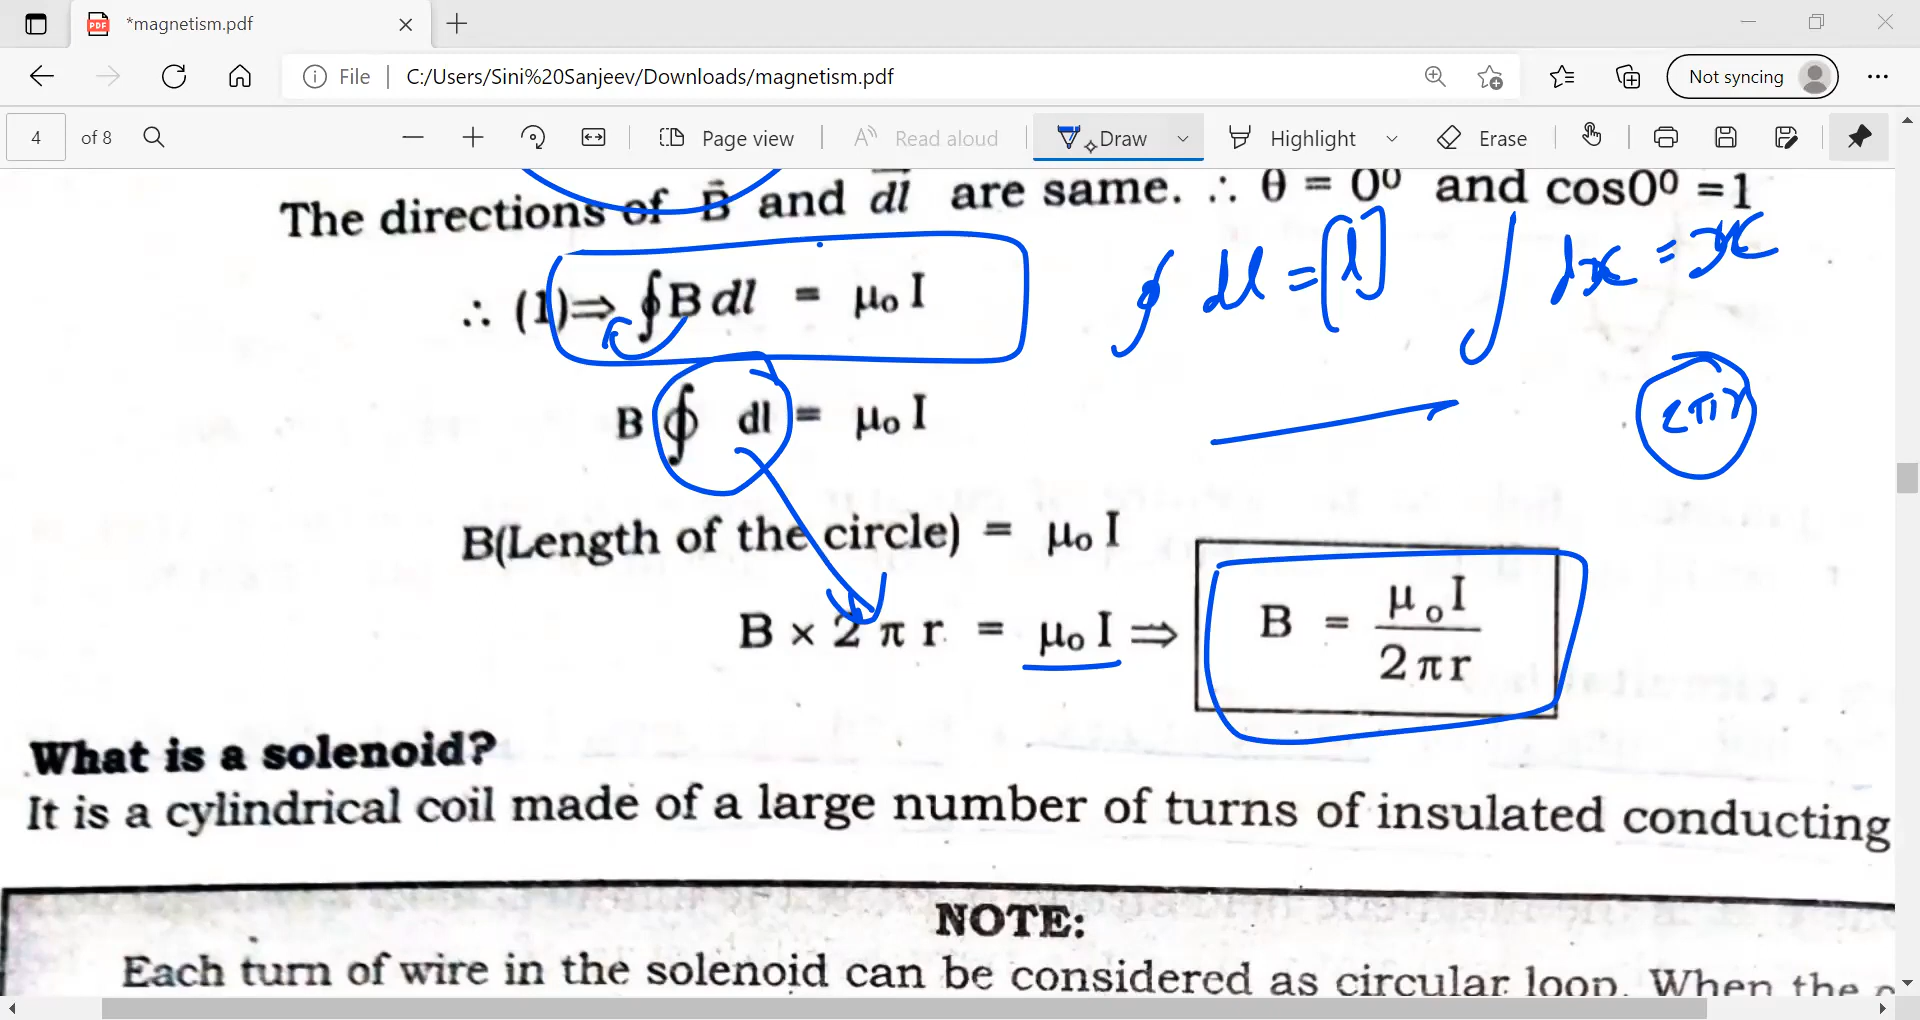 *magnetism.pdf
File C:/Users/Sini%20Sanjeev/Downloads/magnetism.pdf Not syncing
4 of 8 Page view Read aloud Draw Highlight Erase
The directions of B⃗ and dl⃗ are same. ∴ θ = 0⁰ and cos0⁰ =1
∴ (1)⇒ ∮B dl = μ₀ I
∮ dl = [l] ∫ dx = x
B ∮ dl = μ₀ I
2πr
B(Length of the circle) = μ₀ I
B × 2 π r = μ₀ I ⇒ B = μ₀I / 2πr
What is a solenoid?
It is a cylindrical coil made of a large number of turns of insulated conducting
NOTE:
Each turn of wire in the solenoid can be considered as circular loop. When the